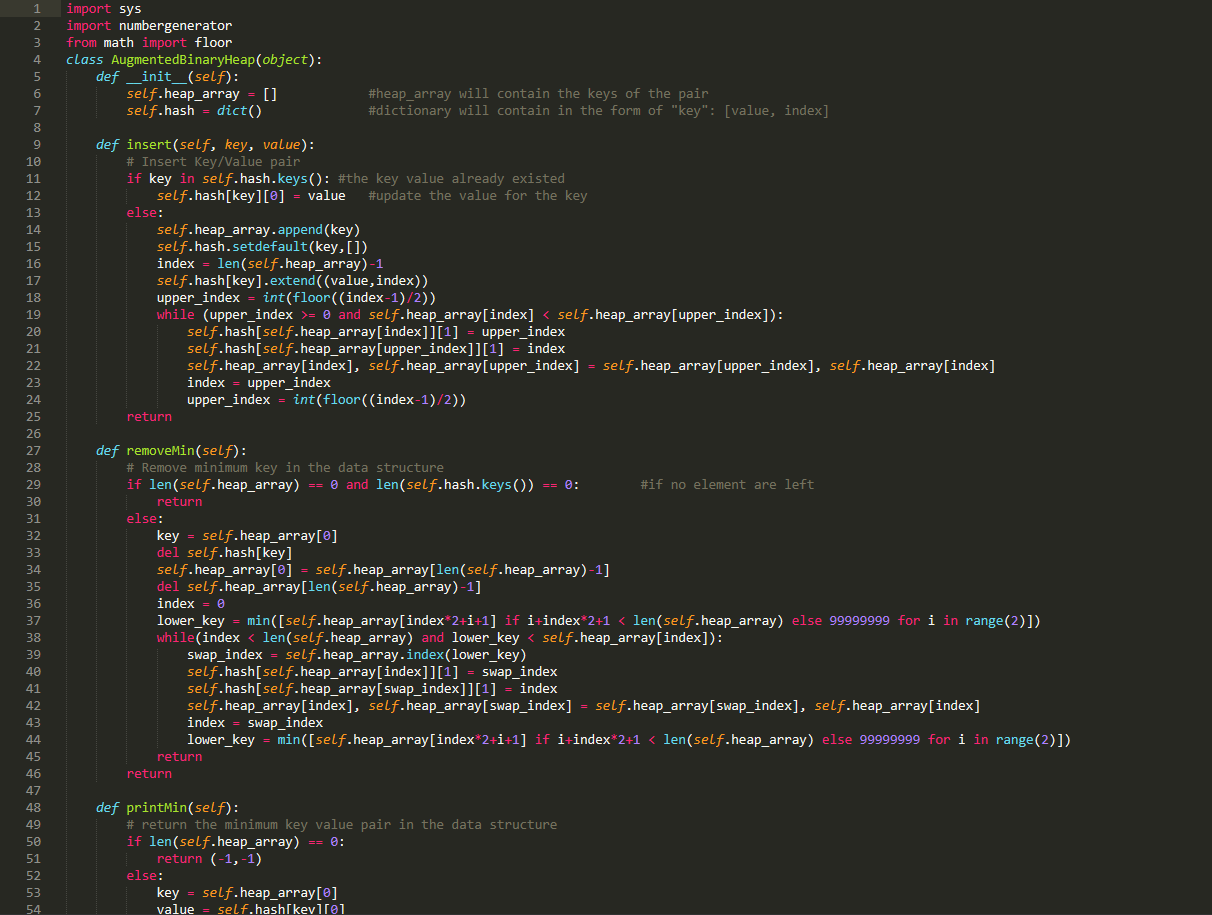 1 import sys
2 import numbergenerator
3 from math import floor
4 class AugmentedBinaryHeap(object):
5     def __init__(self):
6         self.heap_array = []            #heap_array will contain the keys of the pair
7         self.hash = dict()              #dictionary will contain in the form of "key": [value, index]
8
9     def insert(self, key, value):
10         # Insert Key/Value pair
11         if key in self.hash.keys(): #the key value already existed
12             self.hash[key][0] = value   #update the value for the key
13         else:
14             self.heap_array.append(key)
15             self.hash.setdefault(key,[])
16             index = len(self.heap_array)-1
17             self.hash[key].extend((value,index))
18             upper_index = int(floor((index-1)/2))
19             while (upper_index >= 0 and self.heap_array[index] < self.heap_array[upper_index]):
20                 self.hash[self.heap_array[index]][1] = upper_index
21                 self.hash[self.heap_array[upper_index]][1] = index
22                 self.heap_array[index], self.heap_array[upper_index] = self.heap_array[upper_index], self.heap_array[index]
23                 index = upper_index
24                 upper_index = int(floor((index-1)/2))
25         return
26
27     def removeMin(self):
28         # Remove minimum key in the data structure
29         if len(self.heap_array) == 0 and len(self.hash.keys()) == 0:        #if no element are left
30             return
31         else:
32             key = self.heap_array[0]
33             del self.hash[key]
34             self.heap_array[0] = self.heap_array[len(self.heap_array)-1]
35             del self.heap_array[len(self.heap_array)-1]
36             index = 0
37             lower_key = min([self.heap_array[index*2+i+1] if i+index*2+1 < len(self.heap_array) else 99999999 for i in range(2)])
38             while(index < len(self.heap_array) and lower_key < self.heap_array[index]):
39                 swap_index = self.heap_array.index(lower_key)
40                 self.hash[self.heap_array[index]][1] = swap_index
41                 self.hash[self.heap_array[swap_index]][1] = index
42                 self.heap_array[index], self.heap_array[swap_index] = self.heap_array[swap_index], self.heap_array[index]
43                 index = swap_index
44                 lower_key = min([self.heap_array[index*2+i+1] if i+index*2+1 < len(self.heap_array) else 99999999 for i in range(2)])
45             return
46         return
47
48     def printMin(self):
49         # return the minimum key value pair in the data structure
50         if len(self.heap_array) == 0:
51             return (-1,-1)
52         else:
53             key = self.heap_array[0]
54             value = self.hash[key][0]